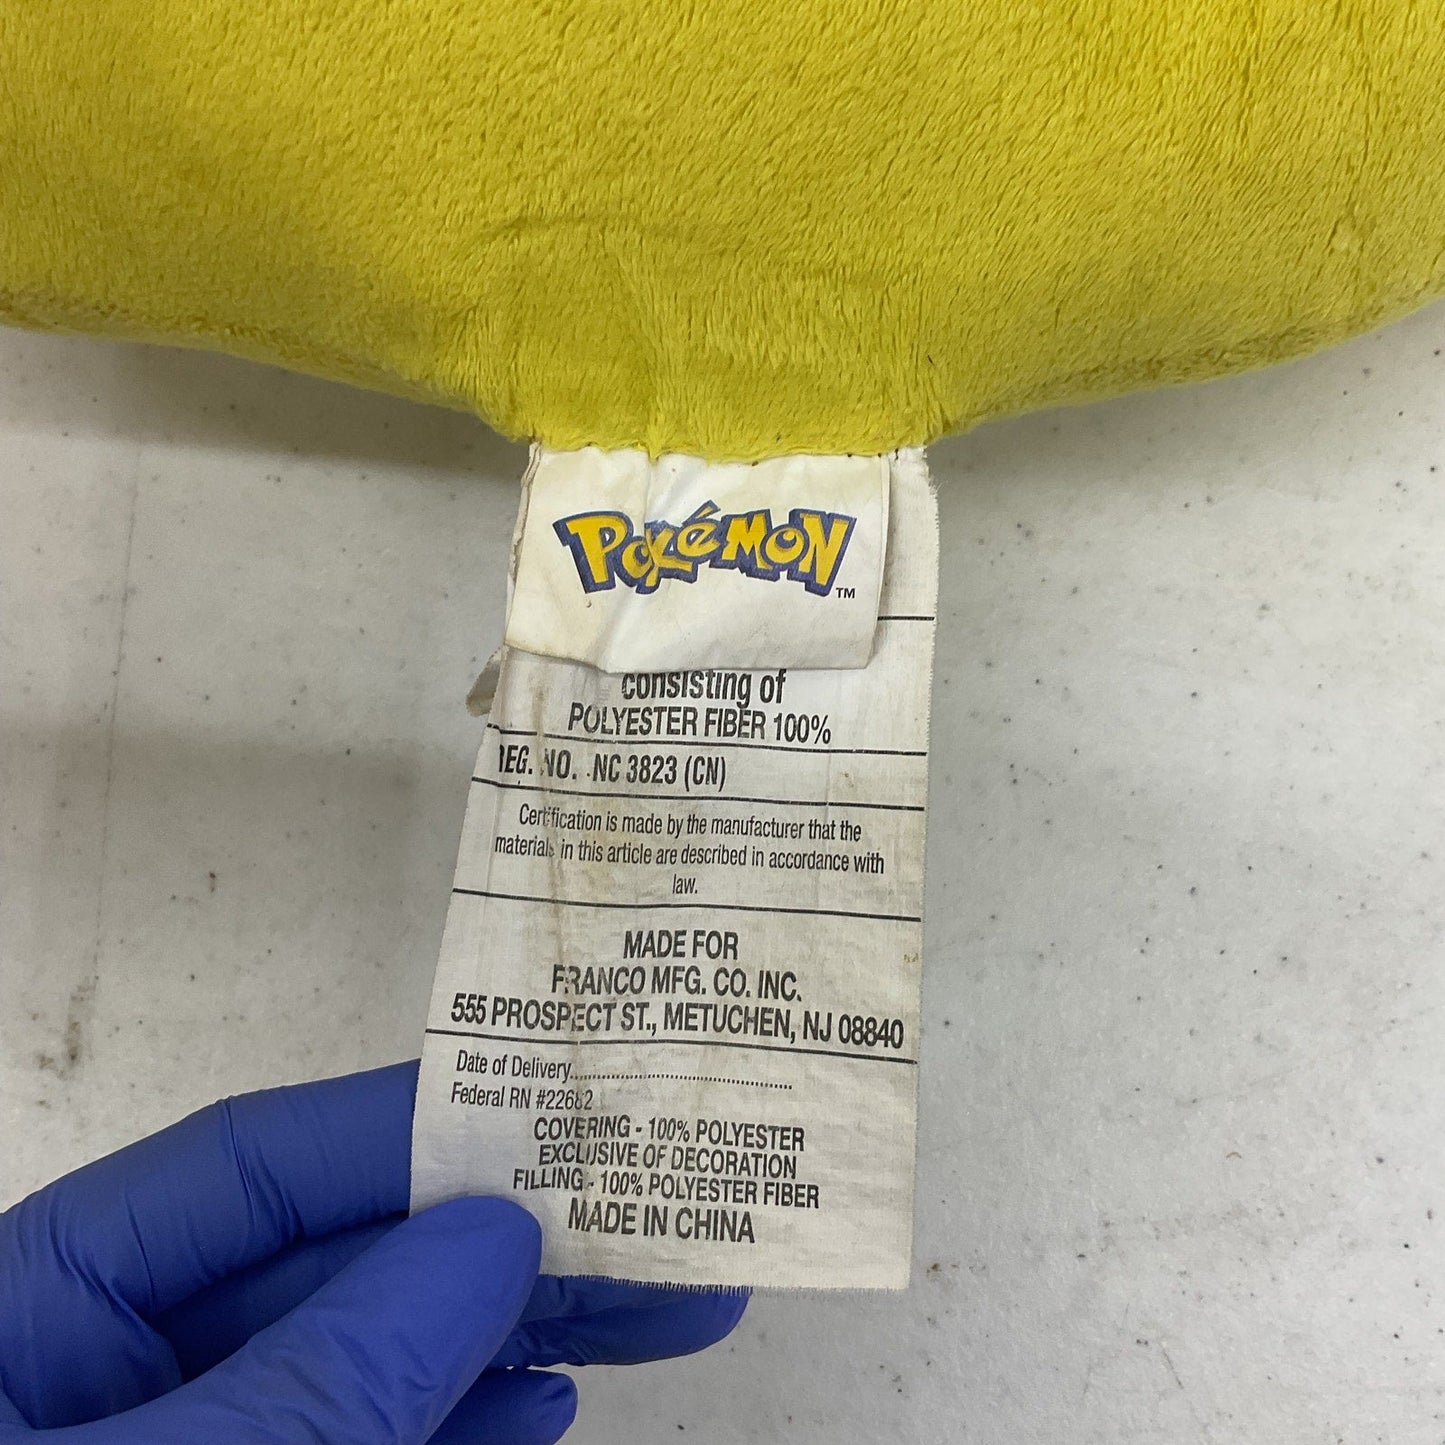 Pokémon
TM
consisting of
POLYESTER FIBER 100%
REG. NO. NC 3823 (CN)
Certification is made by the manufacturer that the
materials in this article are described in accordance with
law.
MADE FOR
FRANCO MFG. CO. INC.
555 PROSPECT ST., METUCHEN, NJ 08840
Date of Delivery..................................................
Federal RN #22682
COVERING - 100% POLYESTER
EXCLUSIVE OF DECORATION
FILLING - 100% POLYESTER FIBER
MADE IN CHINA